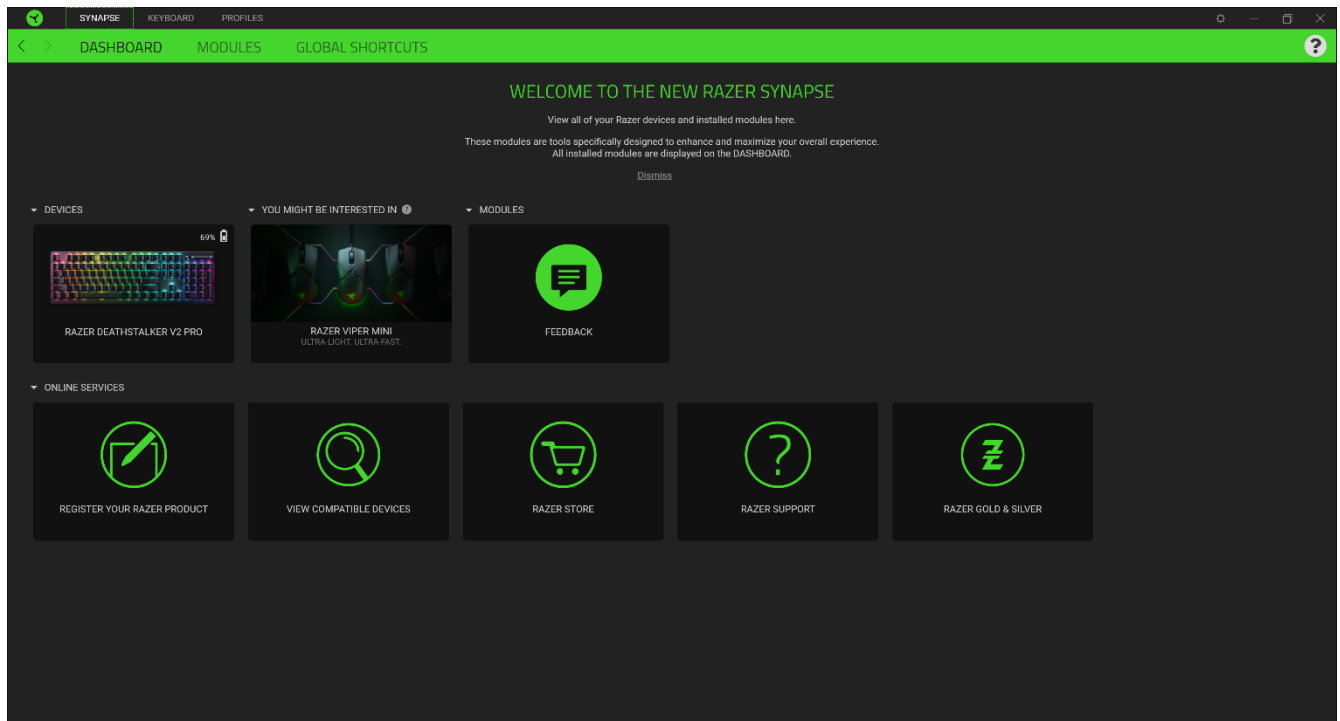 SYNAPSE KEYBOARD PROFILES
DASHBOARD MODULES GLOBAL SHORTCUTS
WELCOME TO THE NEW RAZER SYNAPSE
View all of your Razer devices and installed modules here.
These modules are tools specifically designed to enhance and maximize your overall experience.
All installed modules are displayed on the DASHBOARD.
Dismiss
DEVICES
YOU MIGHT BE INTERESTED IN
MODULES
69%
RAZER DEATHSTALKER V2 PRO
RAZER VIPER MINI
ULTRA-LIGHT. ULTRA-FAST.
FEEDBACK
ONLINE SERVICES
REGISTER YOUR RAZER PRODUCT
VIEW COMPATIBLE DEVICES
RAZER STORE
RAZER SUPPORT
RAZER GOLD & SILVER